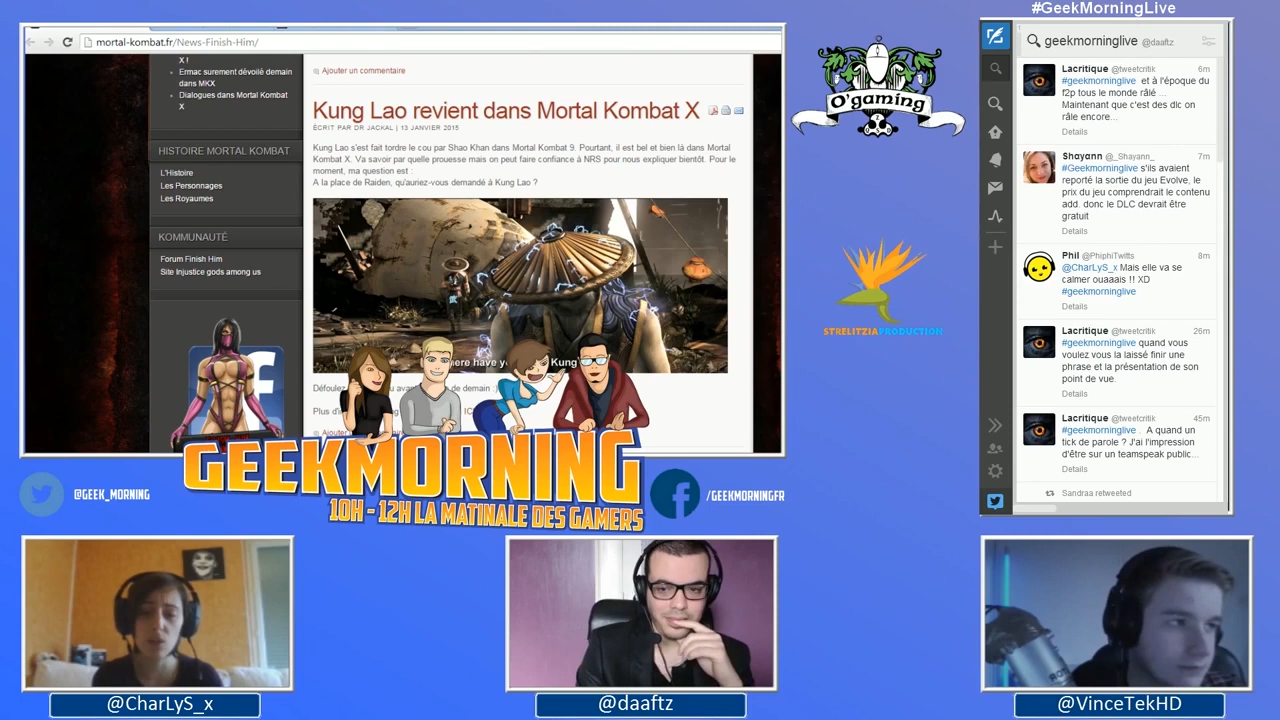 #GeekMorningLive
mortal-kombat.fr/News-Finish-Him/
X !
Ermac surement dévoilé demain
dans MKX
Dialogues dans Mortal Kombat
X
HISTOIRE MORTAL KOMBAT
L'Histoire
Les Personnages
Les Royaumes
KOMMUNAUTÉ
Forum Finish Him
Site Injustice gods among us
Ajouter un commentaire
Kung Lao revient dans Mortal Kombat X
ÉCRIT PAR DR JACKAL | 13 JANVIER 2015
Kung Lao s'est fait tordre le cou par Shao Khan dans Mortal Kombat 9. Pourtant, il est bel et bien là dans Mortal
Kombat X. Va savoir par quelle prouesse mais on peut faire confiance à NRS pour nous expliquer bientôt. Pour le
moment, ma question est :
A la place de Raiden, qu'auriez-vous demandé à Kung Lao ?
have
Kung
de demain :)
GEEKMORNING
10H - 12H LA MATINALE DES GAMERS
@GEEK_MORNING
/GEEKMORNINGFR
O'gaming
STRELITZIAPRODUCTION
geekmorninglive @daaftz
Lacritique @tweetcritik 6m
#geekmorninglive et à l'époque du
f2p tous le monde râlé ...
Maintenant que c'est des dlc on
râle encore...
Details
Shayann @_Shayann_ 7m
#Geekmorninglive s'ils avaient
reporté la sortie du jeu Evolve, le
prix du jeu comprendrait le contenu
add. donc le DLC devrait être
gratuit
Details
Phil @PhiphiTwitts 8m
@CharLyS_x Mais elle va se
calmer ouaaais !! XD
#geekmorninglive
Details
Lacritique @tweetcritik 26m
#geekmorninglive quand vous
voulez vous la laissé finir une
phrase et la présentation de son
point de vue.
Details
Lacritique @tweetcritik 45m
#geekmorninglive . A quand un
tick de parole ? J'ai l'impression
d'être sur un teamspeak public...
Details
Sandraa retweeted
@CharLyS_x
@daaftz
@VinceTekHD